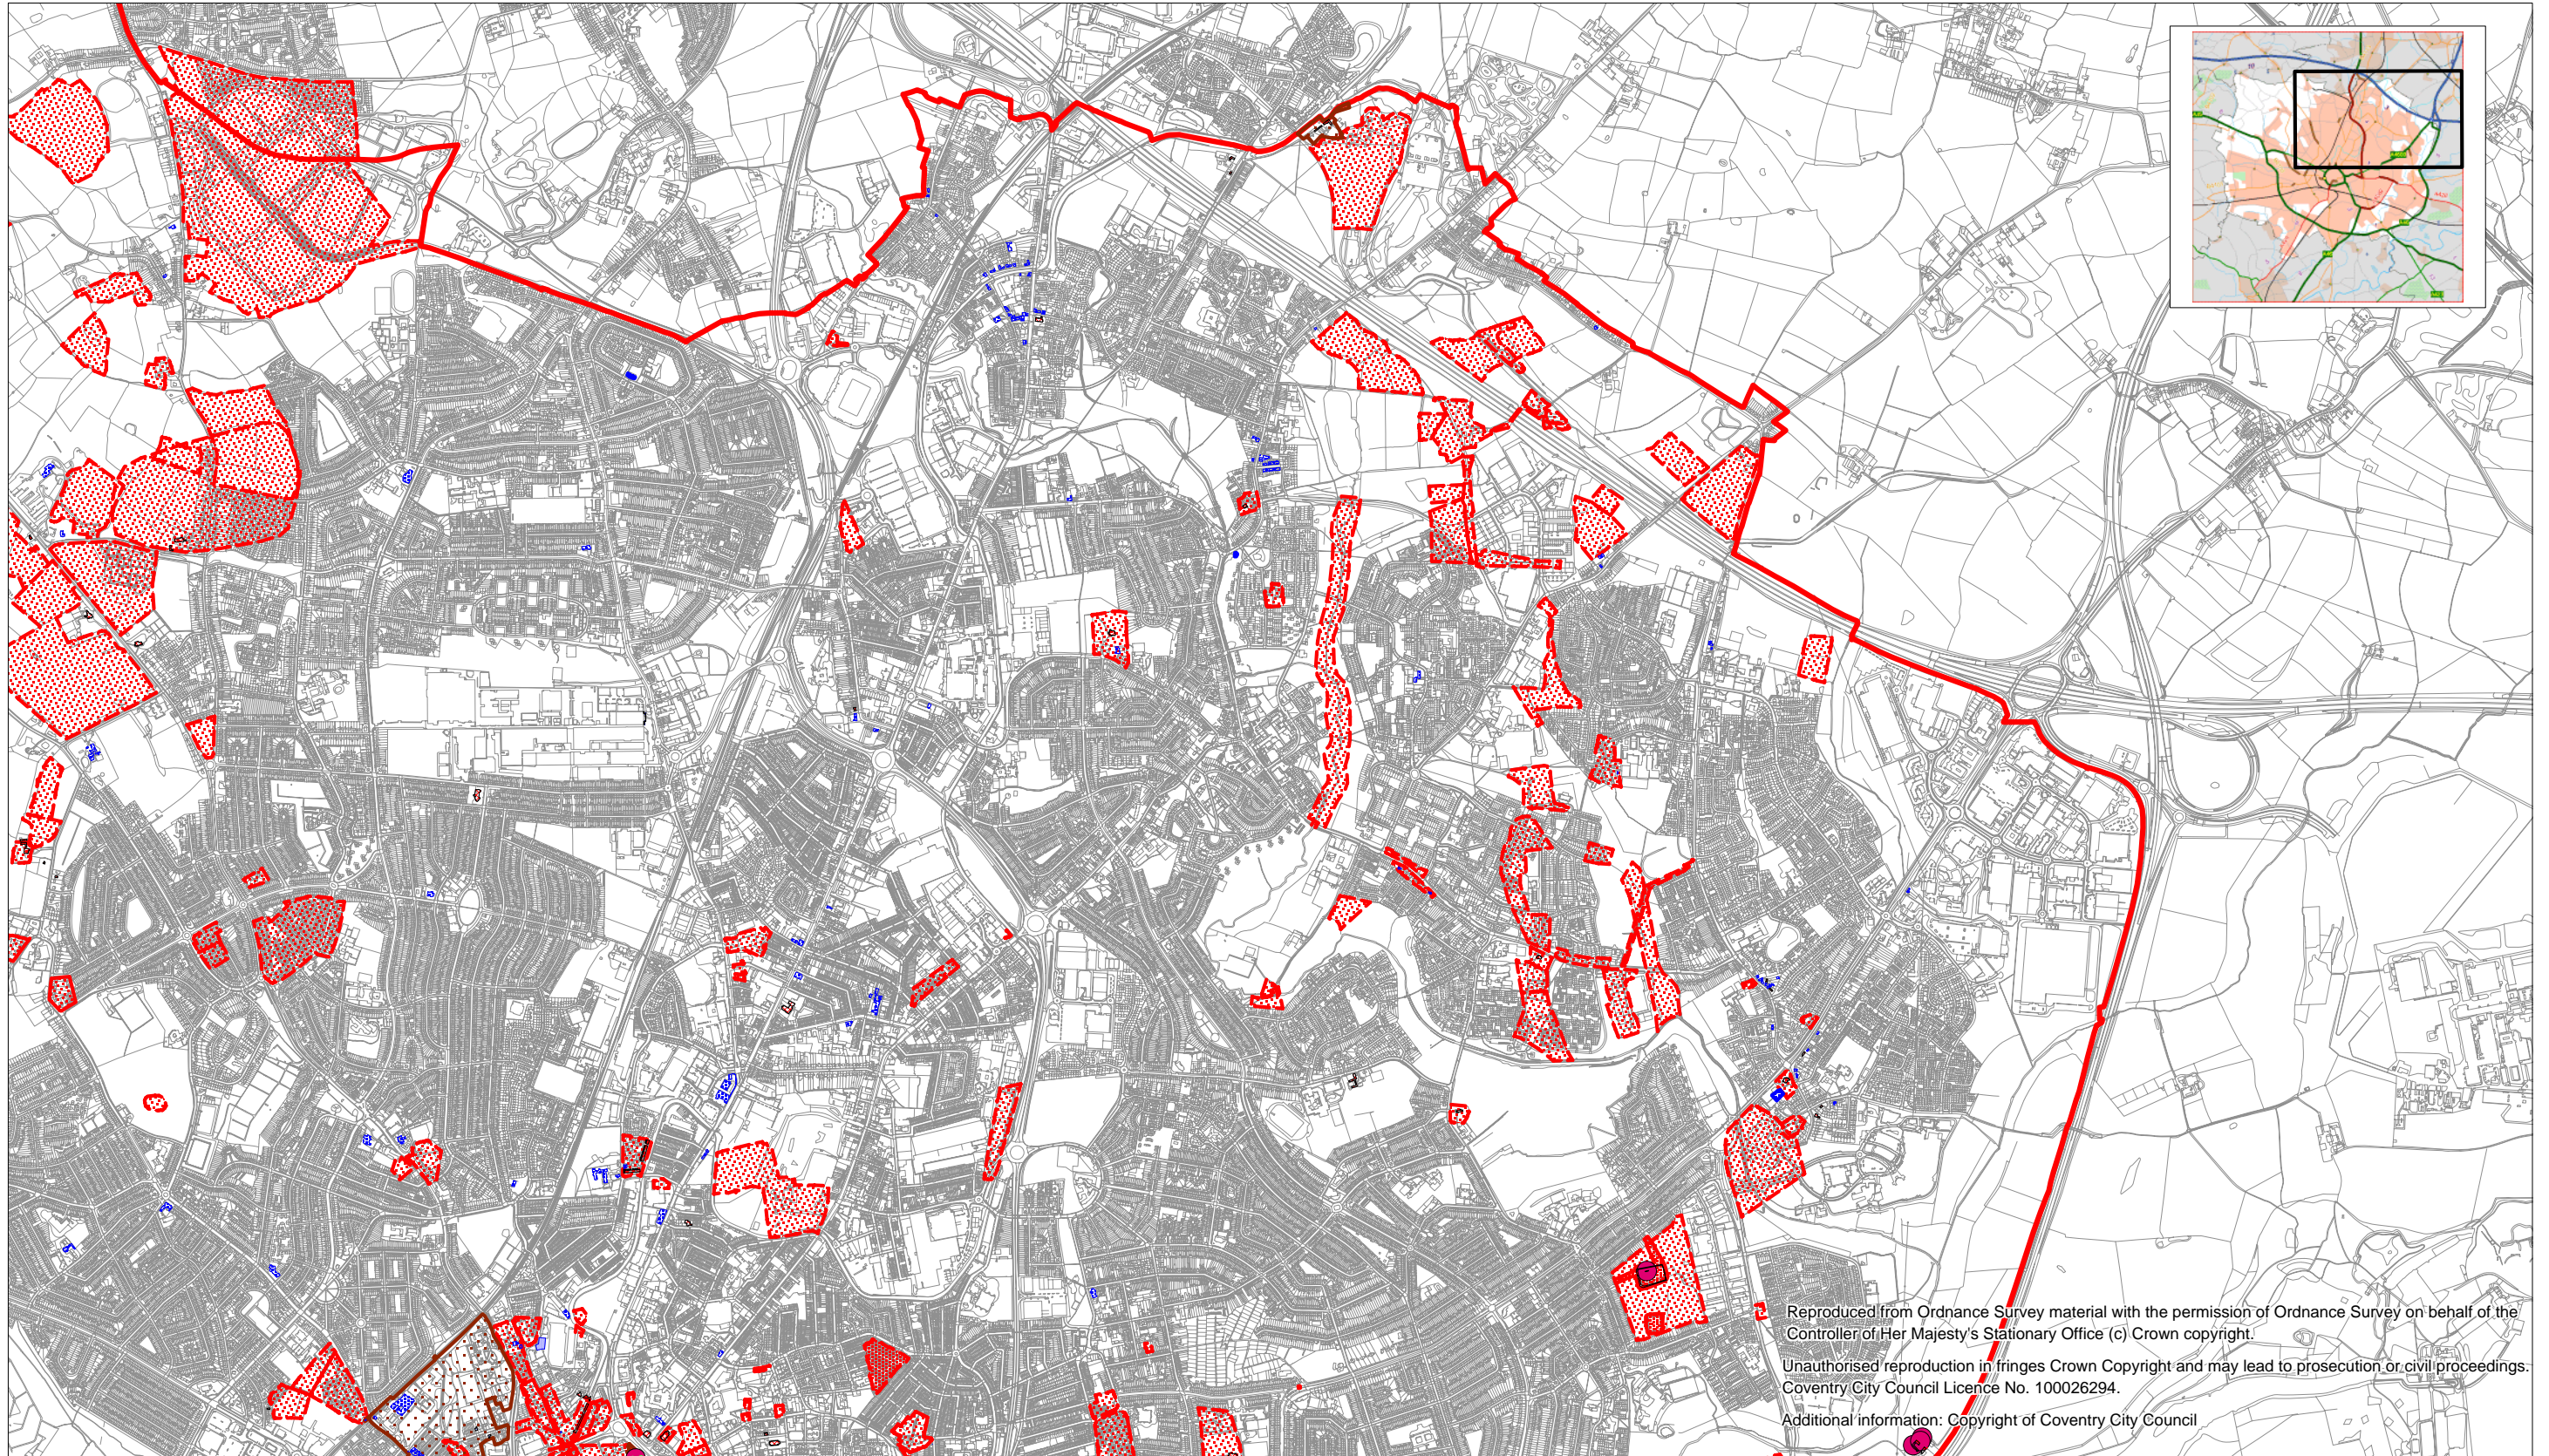 Reproduced from Ordnance Survey material with the permission of Ordnance Survey on behalf of the
Controller of Her Majesty's Stationary Office (c) Crown copyright.
Unauthorised reproduction in fringes Crown Copyright and may lead to prosecution or civil proceedings.
Coventry City Council Licence No. 100026294.
Additional information: Copyright of Coventry City Council